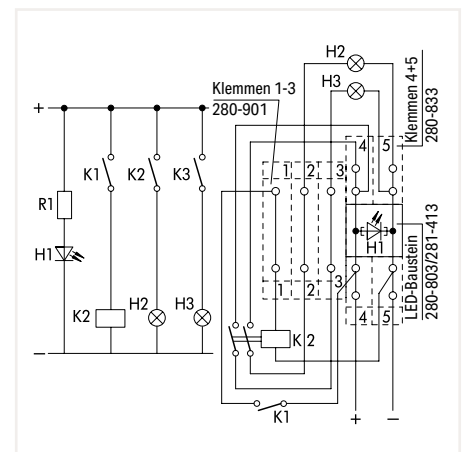 +
K1
K2
K3
R1
H1
K2
H2
H3
−
H2
H3
Klemmen 1-3
280-901
Klemmen 4+5
280-833
4
5
1
2
3
H1
LED-Baustein
280-803/281-413
1
2
3
4
5
K 2
K1
+
−